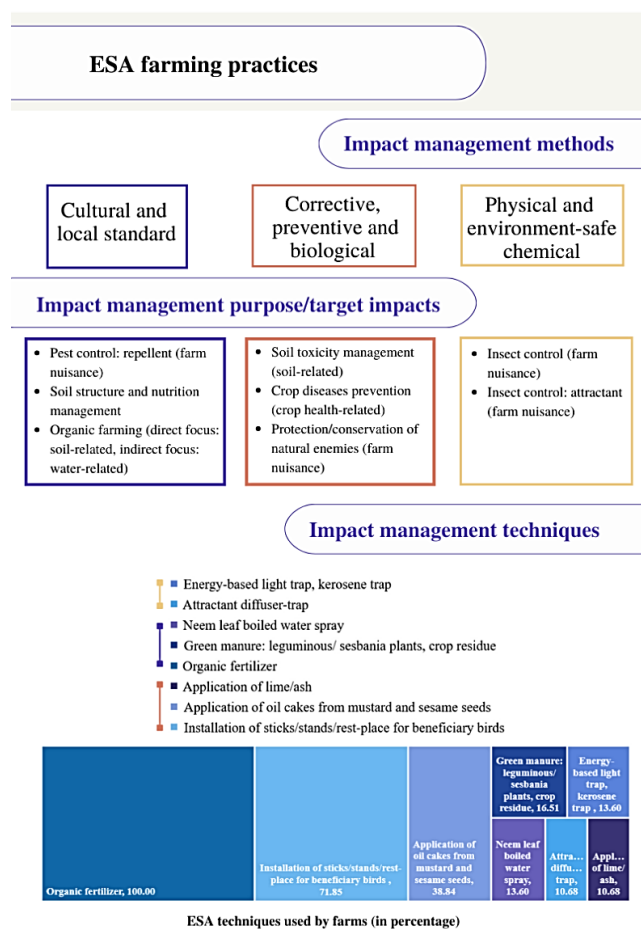 ESA farming practices
Impact management methods
Cultural and
local standard
Corrective,
preventive and
biological
Physical and
environment-safe
chemical
Impact management purpose/target impacts
• Pest control: repellent (farm
nuisance)
• Soil structure and nutrition
management
• Organic farming (direct focus:
soil-related, indirect focus:
water-related)
• Soil toxicity management
(soil-related)
• Crop diseases prevention
(crop health-related)
• Protection/conservation of
natural enemies (farm
nuisance)
• Insect control (farm
nuisance)
• Insect control: attractant
(farm nuisance)
Impact management techniques
Energy-based light trap, kerosene trap
Attractant diffuser-trap
Neem leaf boiled water spray
Green manure: leguminous/ sesbania plants, crop residue
Organic fertilizer
Application of lime/ash
Application of oil cakes from mustard and sesame seeds
Installation of sticks/stands/rest-place for beneficiary birds
Organic fertilizer, 100.00
Installation of sticks/stands/rest-
place for beneficiary birds ,
71.85
Application of
oil cakes from
mustard and
sesame seeds,
38.84
Green manure:
leguminous/
sesbania
plants, crop
residue, 16.51
Energy-
based light
trap,
kerosene
trap , 13.60
Neem leaf
boiled
water
spray,
13.60
Attra...
diffu...
trap,
10.68
Appl...
of lime/
ash,
10.68
ESA techniques used by farms (in percentage)